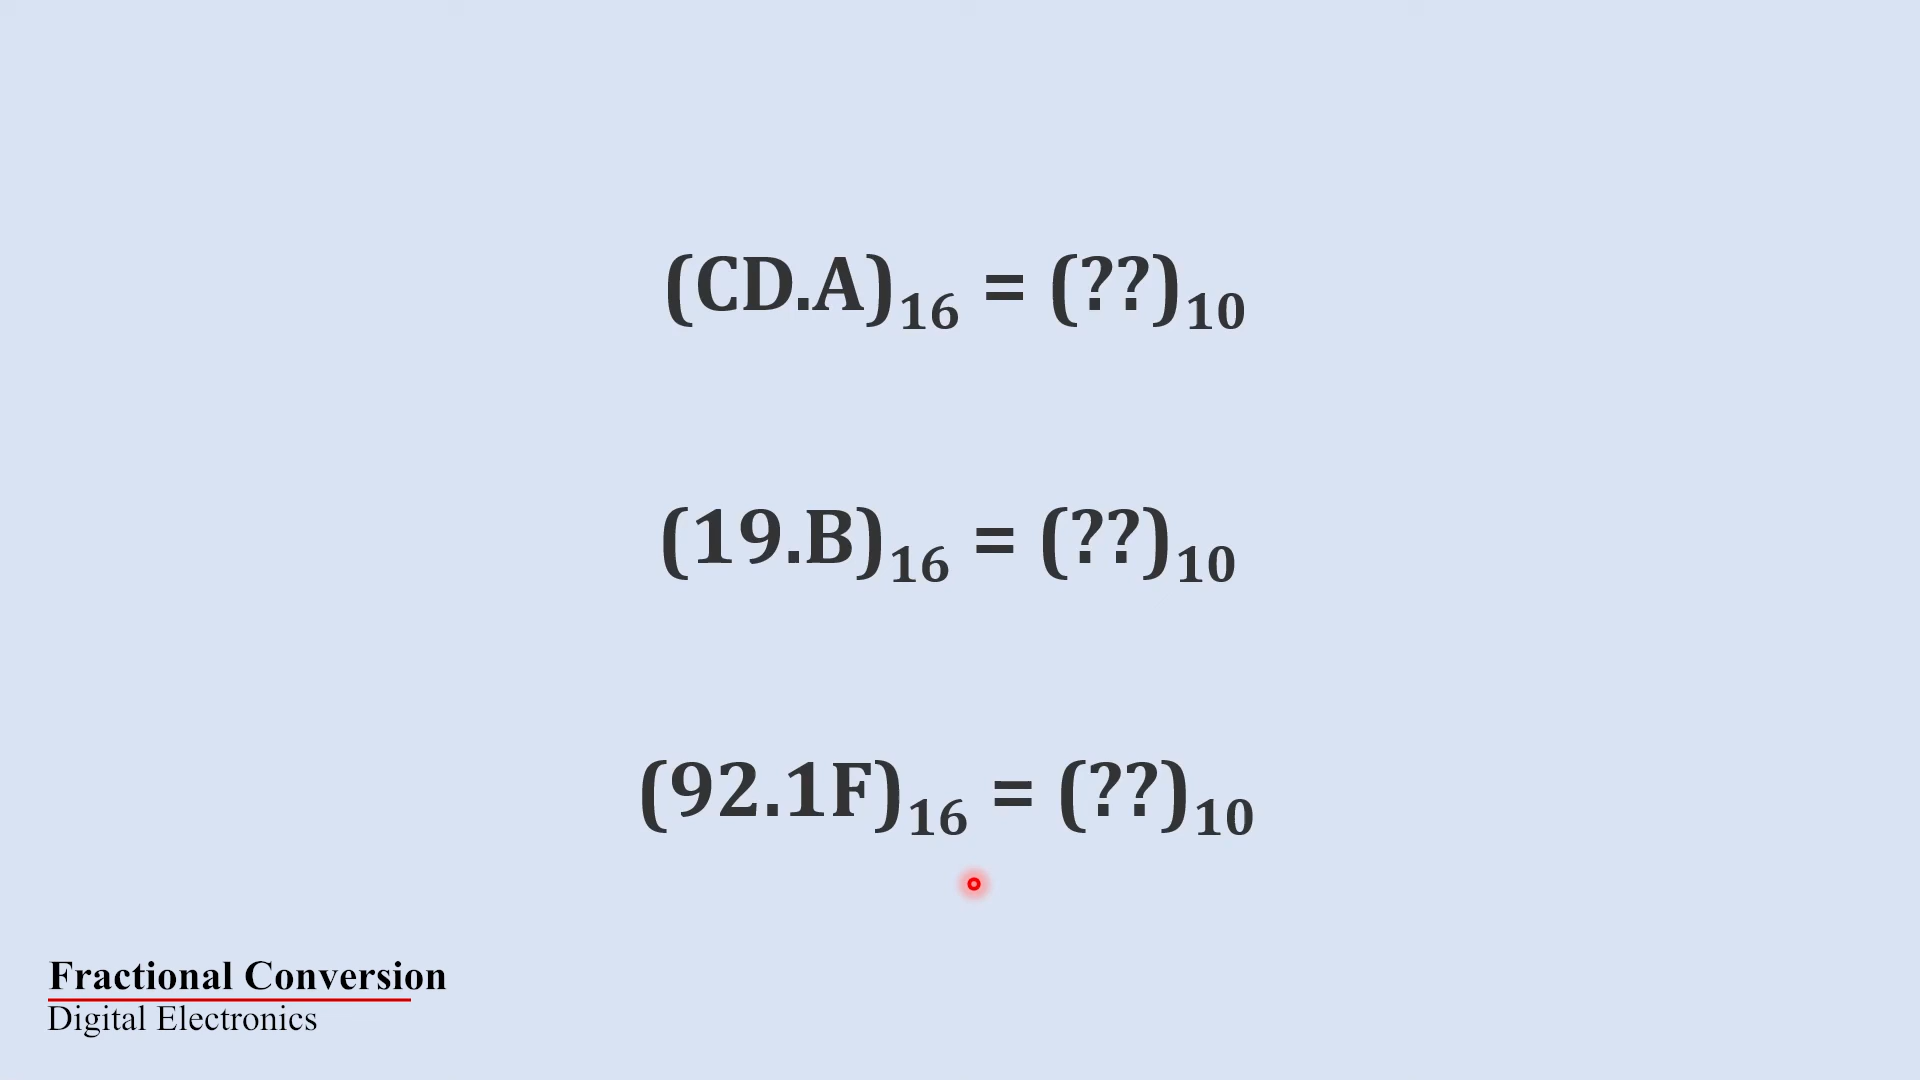 (CD.A)₁₆ = (??)₁₀
(19.B)₁₆ = (??)₁₀
(92.1F)₁₆ = (??)₁₀
Fractional Conversion
Digital Electronics